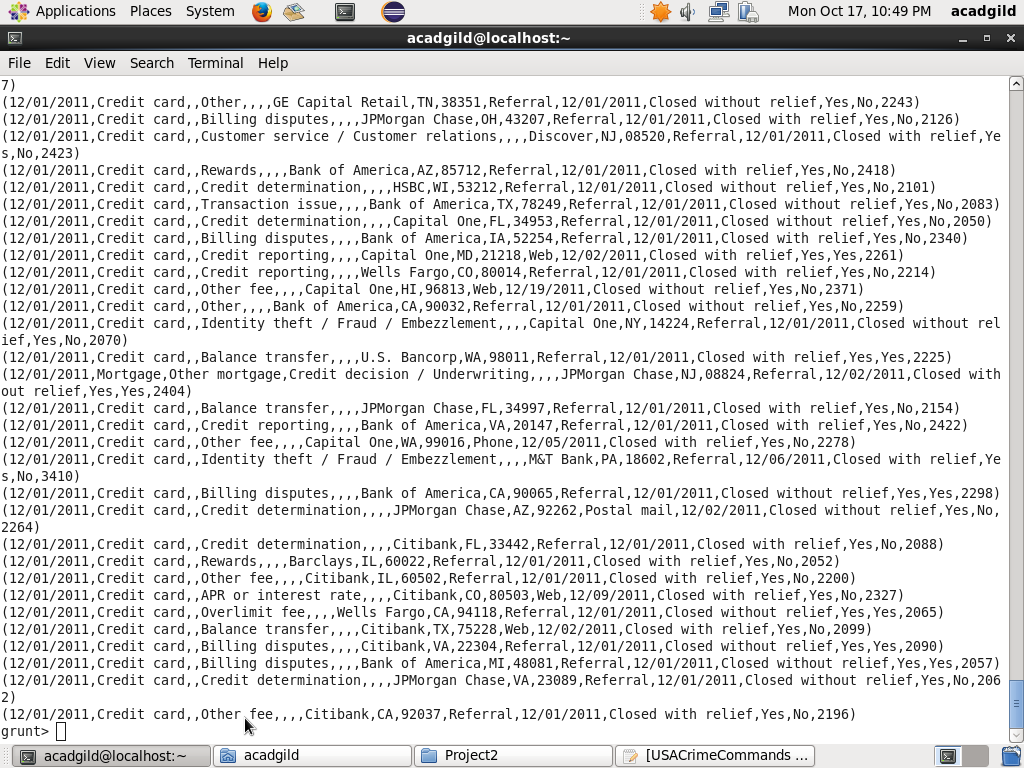 Applications Places System Mon Oct 17, 10:49 PM acadgild
acadgild@localhost:~
File Edit View Search Terminal Help
7)
(12/01/2011,Credit card,,Other,,,,GE Capital Retail,TN,38351,Referral,12/01/2011,Closed without relief,Yes,No,2243)
(12/01/2011,Credit card,,Billing disputes,,,,JPMorgan Chase,OH,43207,Referral,12/01/2011,Closed with relief,Yes,No,2126)
(12/01/2011,Credit card,,Customer service / Customer relations,,,,Discover,NJ,08520,Referral,12/01/2011,Closed with relief,Ye
s,No,2423)
(12/01/2011,Credit card,,Rewards,,,,Bank of America,AZ,85712,Referral,12/01/2011,Closed with relief,Yes,No,2418)
(12/01/2011,Credit card,,Credit determination,,,,HSBC,WI,53212,Referral,12/01/2011,Closed without relief,Yes,No,2101)
(12/01/2011,Credit card,,Transaction issue,,,,Bank of America,TX,78249,Referral,12/01/2011,Closed with relief,Yes,No,2083)
(12/01/2011,Credit card,,Credit determination,,,,Capital One,FL,34953,Referral,12/01/2011,Closed without relief,Yes,No,2050)
(12/01/2011,Credit card,,Billing disputes,,,,Bank of America,IA,52254,Referral,12/01/2011,Closed with relief,Yes,No,2340)
(12/01/2011,Credit card,,Credit reporting,,,,Capital One,MD,21218,Web,12/02/2011,Closed with relief,Yes,Yes,2261)
(12/01/2011,Credit card,,Credit reporting,,,,Wells Fargo,CO,80014,Referral,12/01/2011,Closed with relief,Yes,No,2214)
(12/01/2011,Credit card,,Other fee,,,,Capital One,HI,96813,Web,12/19/2011,Closed without relief,Yes,No,2371)
(12/01/2011,Credit card,,Other,,,,Bank of America,CA,90032,Referral,12/01/2011,Closed without relief,Yes,No,2259)
(12/01/2011,Credit card,,Identity theft / Fraud / Embezzlement,,,,Capital One,NY,14224,Referral,12/01/2011,Closed without rel
ief,Yes,No,2070)
(12/01/2011,Credit card,,Balance transfer,,,,U.S. Bancorp,WA,98011,Referral,12/01/2011,Closed with relief,Yes,Yes,2225)
(12/01/2011,Mortgage,Other mortgage,Credit decision / Underwriting,,,,JPMorgan Chase,NJ,08824,Referral,12/02/2011,Closed with
out relief,Yes,Yes,2404)
(12/01/2011,Credit card,,Balance transfer,,,,JPMorgan Chase,FL,34997,Referral,12/01/2011,Closed with relief,Yes,No,2154)
(12/01/2011,Credit card,,Credit reporting,,,,Bank of America,VA,20147,Referral,12/01/2011,Closed with relief,Yes,No,2422)
(12/01/2011,Credit card,,Other fee,,,,Capital One,WA,99016,Phone,12/05/2011,Closed with relief,Yes,No,2278)
(12/01/2011,Credit card,,Identity theft / Fraud / Embezzlement,,,,M&T Bank,PA,18602,Referral,12/06/2011,Closed with relief,Ye
s,No,3410)
(12/01/2011,Credit card,,Billing disputes,,,,Bank of America,CA,90065,Referral,12/01/2011,Closed without relief,Yes,Yes,2298)
(12/01/2011,Credit card,,Credit determination,,,,JPMorgan Chase,AZ,92262,Postal mail,12/02/2011,Closed without relief,Yes,No,
2264)
(12/01/2011,Credit card,,Credit determination,,,,Citibank,FL,33442,Referral,12/01/2011,Closed with relief,Yes,No,2088)
(12/01/2011,Credit card,,Rewards,,,,Barclays,IL,60022,Referral,12/01/2011,Closed with relief,Yes,No,2052)
(12/01/2011,Credit card,,Other fee,,,,Citibank,IL,60502,Referral,12/01/2011,Closed with relief,Yes,No,2200)
(12/01/2011,Credit card,,APR or interest rate,,,,Citibank,CO,80503,Web,12/09/2011,Closed with relief,Yes,No,2327)
(12/01/2011,Credit card,,Overlimit fee,,,,Wells Fargo,CA,94118,Referral,12/01/2011,Closed without relief,Yes,Yes,2065)
(12/01/2011,Credit card,,Balance transfer,,,,Citibank,TX,75228,Web,12/02/2011,Closed with relief,Yes,No,2099)
(12/01/2011,Credit card,,Billing disputes,,,,Citibank,VA,22304,Referral,12/01/2011,Closed without relief,Yes,No,2090)
(12/01/2011,Credit card,,Billing disputes,,,,Bank of America,MI,48081,Referral,12/01/2011,Closed without relief,Yes,Yes,2057)
(12/01/2011,Credit card,,Credit determination,,,,JPMorgan Chase,VA,23089,Referral,12/01/2011,Closed without relief,Yes,No,206
2)
(12/01/2011,Credit card,,Other fee,,,,Citibank,CA,92037,Referral,12/01/2011,Closed with relief,Yes,No,2196)
grunt>
acadgild@localhost:~ acadgild Project2 [USACrimeCommands ...